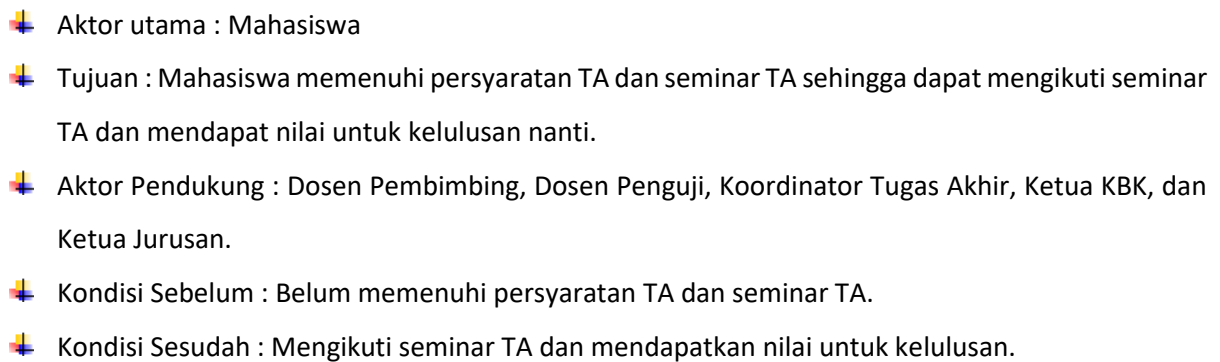 Aktor utama : Mahasiswa
Tujuan : Mahasiswa memenuhi persyaratan TA dan seminar TA sehingga dapat mengikuti seminar
TA dan mendapat nilai untuk kelulusan nanti.
Aktor Pendukung : Dosen Pembimbing, Dosen Penguji, Koordinator Tugas Akhir, Ketua KBK, dan
Ketua Jurusan.
Kondisi Sebelum : Belum memenuhi persyaratan TA dan seminar TA.
Kondisi Sesudah : Mengikuti seminar TA dan mendapatkan nilai untuk kelulusan.